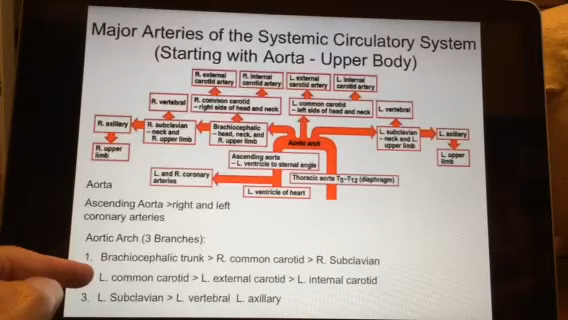 Major Arteries of the Systemic Circulatory System
(Starting with Aorta - Upper Body)
R. external
carotid artery
R. internal
carotid artery
L. external
carotid artery
L. internal
carotid artery
R. vertebral
R. common carotid
–right side of head and neck
L. common carotid
–left side of head and neck
L. vertebral
R. axillary
R. subclavian
–neck and
R. upper limb
Brachiocephalic
–head, neck, and
R. upper limb
Aortic arch
L. subclavian
–neck and L.
upper limb
L. axillary
R. upper
limb
Ascending aorta
–L. ventricle to sternal angle
L. upper
limb
L. and R. coronary
arteries
Thoracic aorta T5–T12 (diaphragm)
L. ventricle of heart
Aorta
Ascending Aorta >right and left
coronary arteries
Aortic Arch (3 Branches):
1. Brachiocephalic trunk > R. common carotid > R. Subclavian
L. common carotid > L. external carotid > L. internal carotid
3. L. Subclavian > L. vertebral L. axillary